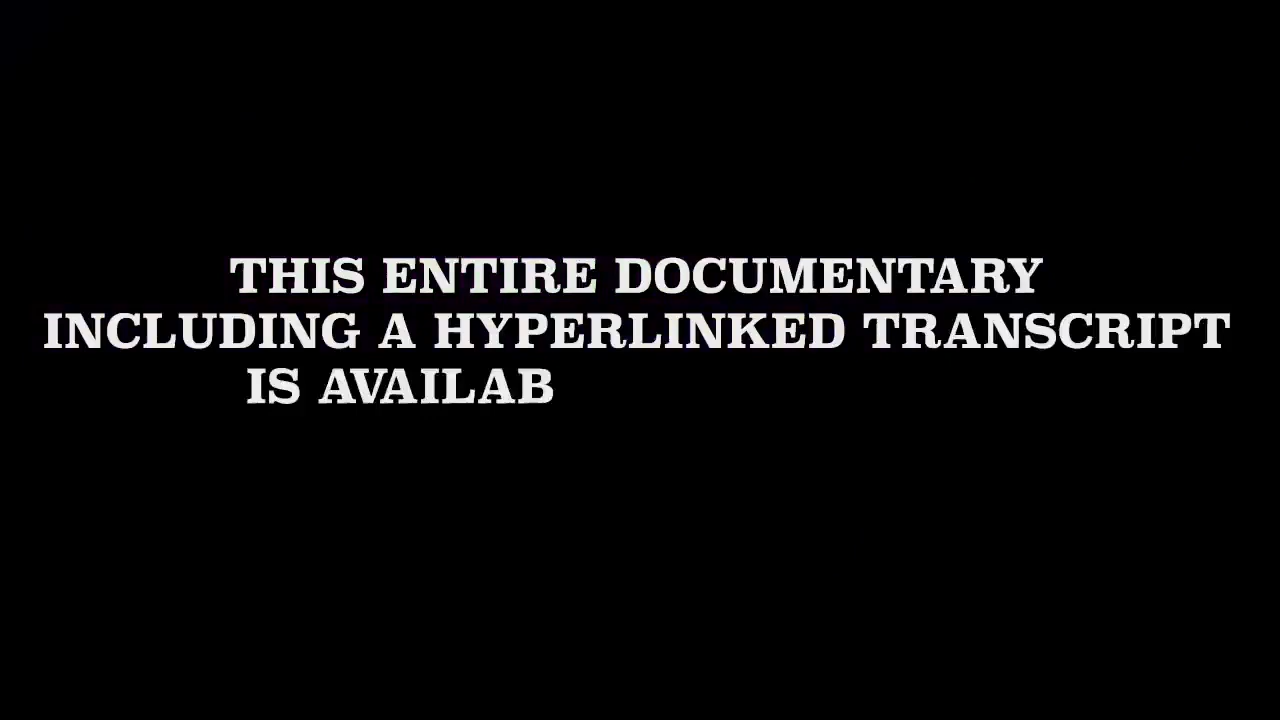 THIS ENTIRE DOCUMENTARY
INCLUDING A HYPERLINKED TRANSCRIPT
IS AVAILAB